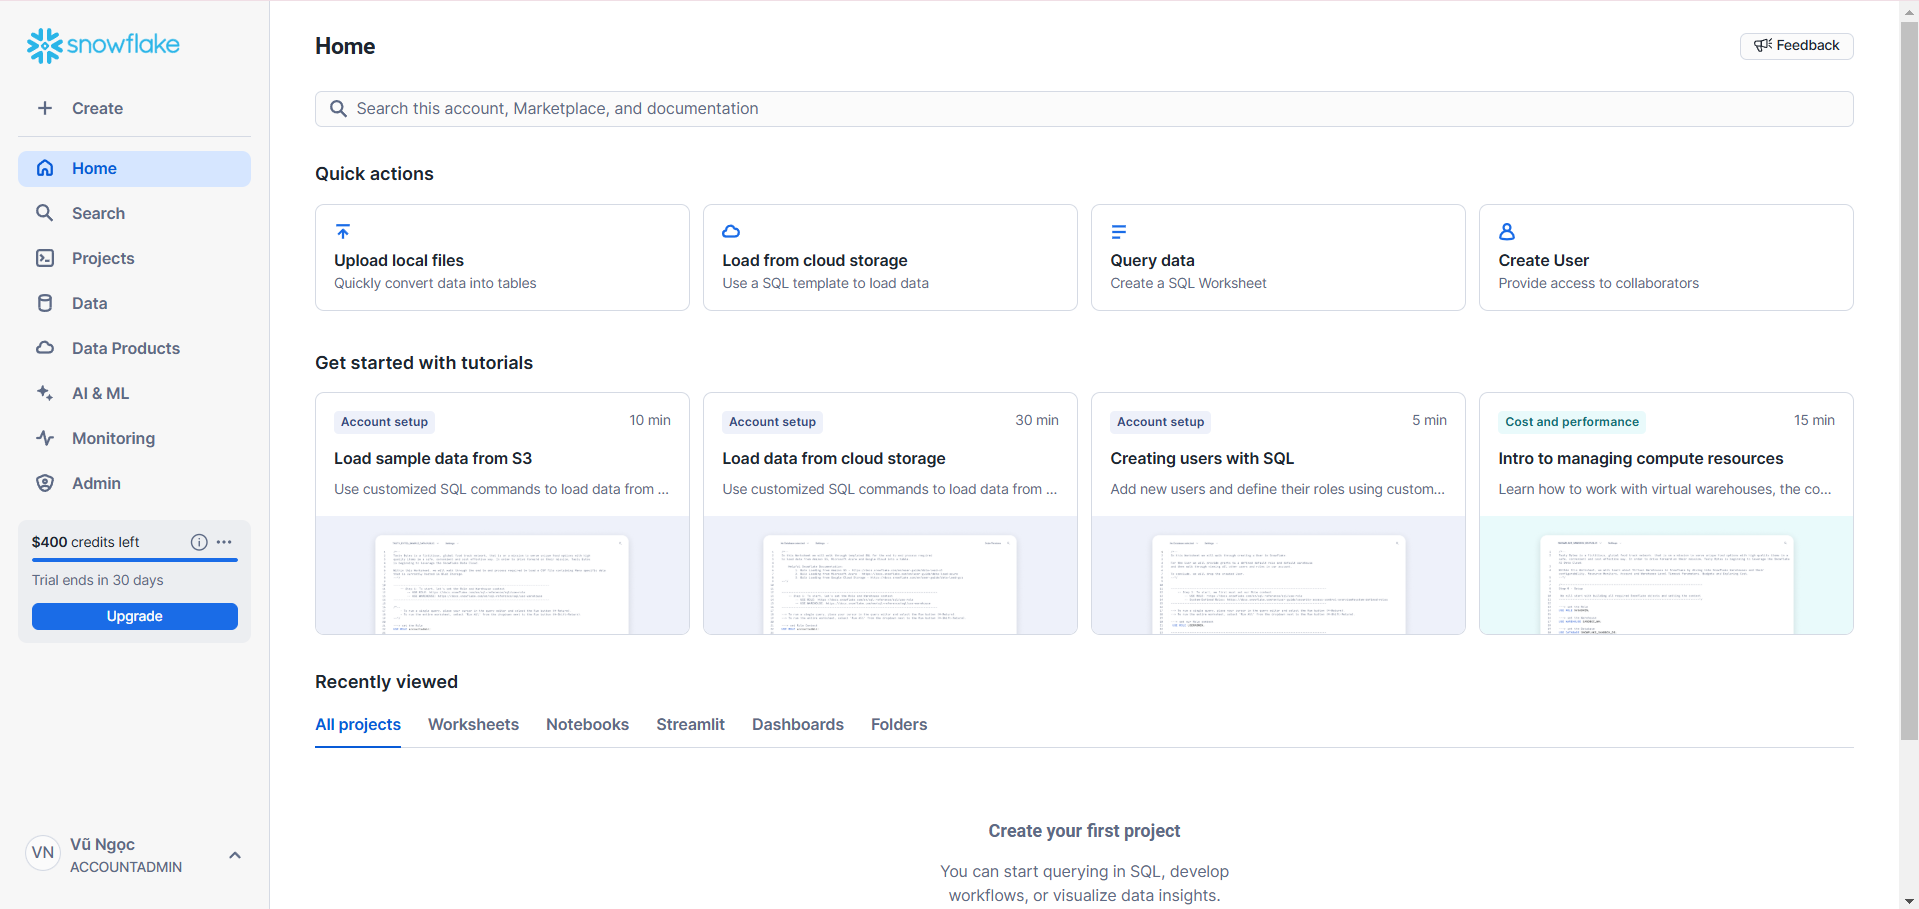 snowflake
Create
Home
Search
Projects
Data
Data Products
AI & ML
Monitoring
Admin
$400 credits left
Trial ends in 30 days
Upgrade
VN
Vũ Ngọc
ACCOUNTADMIN
Home
Feedback
Search this account, Marketplace, and documentation
Quick actions
Upload local files
Quickly convert data into tables
Load from cloud storage
Use a SQL template to load data
Query data
Create a SQL Worksheet
Create User
Provide access to collaborators
Get started with tutorials
Account setup 10 min
Load sample data from S3
Use customized SQL commands to load data from ...
Account setup 30 min
Load data from cloud storage
Use customized SQL commands to load data from ...
Account setup 5 min
Creating users with SQL
Add new users and define their roles using custom...
Cost and performance 15 min
Intro to managing compute resources
Learn how to work with virtual warehouses, the co...
Recently viewed
All projects Worksheets Notebooks Streamlit Dashboards Folders
Create your first project
You can start querying in SQL, develop
workflows, or visualize data insights.